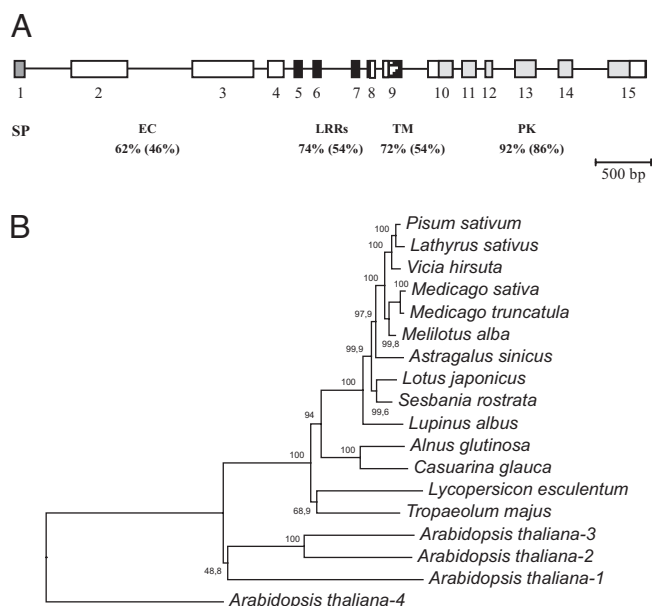 A
1 2 3 4 5 6 7 8 9 10 11 12 13 14 15
SP EC LRRs TM PK
62% (46%) 74% (54%) 72% (54%) 92% (86%)
500 bp
B
100 Pisum sativum
100 Lathyrus sativus
Vicia hirsuta
100 100 Medicago sativa
Medicago truncatula
97,9 Melilotus alba
99,8
99,9 Astragalus sinicus
Lotus japonicus
100 Sesbania rostrata
99,6
94 Lupinus albus
100 Alnus glutinosa
100 Casuarina glauca
Lycopersicon esculentum
68,9 Tropaeolum majus
Arabidopsis thaliana-3
100 Arabidopsis thaliana-2
48,8 Arabidopsis thaliana-1
Arabidopsis thaliana-4